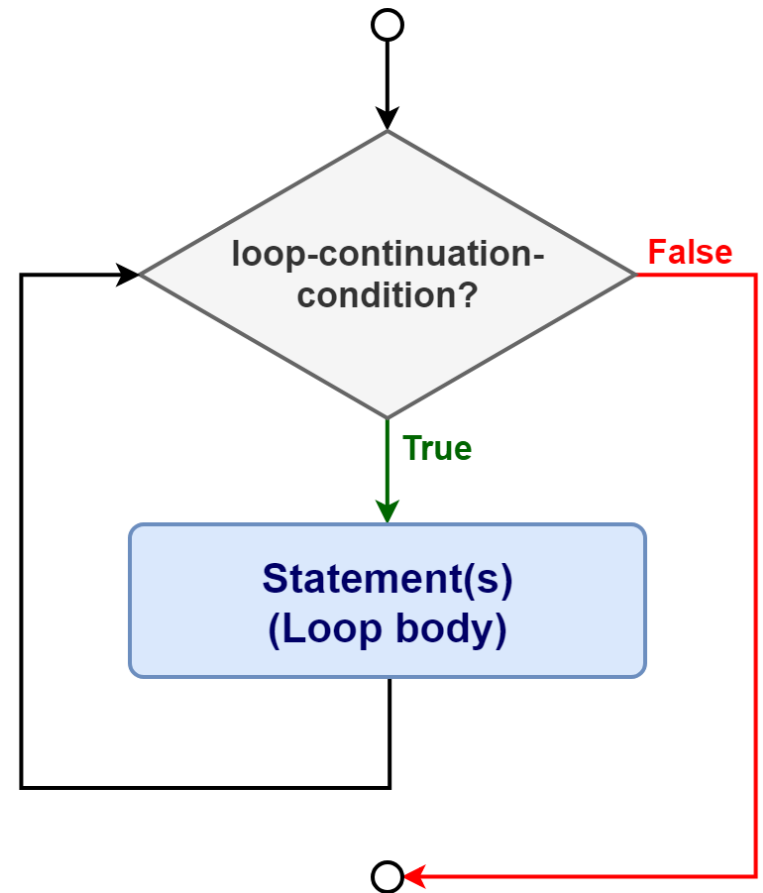 loop-continuation-
condition?
False
True
Statement(s)
(Loop body)